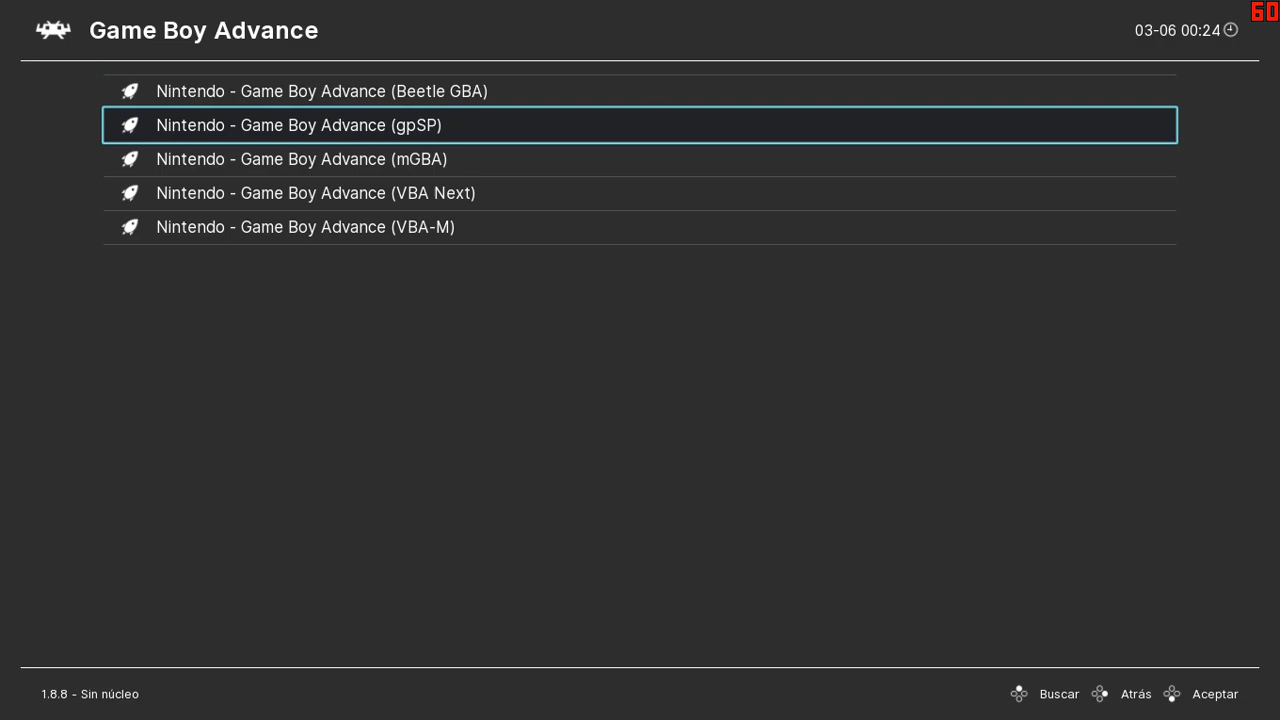 Game Boy Advance
03-06 00:24
60
Nintendo - Game Boy Advance (Beetle GBA)
Nintendo - Game Boy Advance (gpSP)
Nintendo - Game Boy Advance (mGBA)
Nintendo - Game Boy Advance (VBA Next)
Nintendo - Game Boy Advance (VBA-M)
1.8.8 - Sin núcleo
Buscar
Atrás
Aceptar